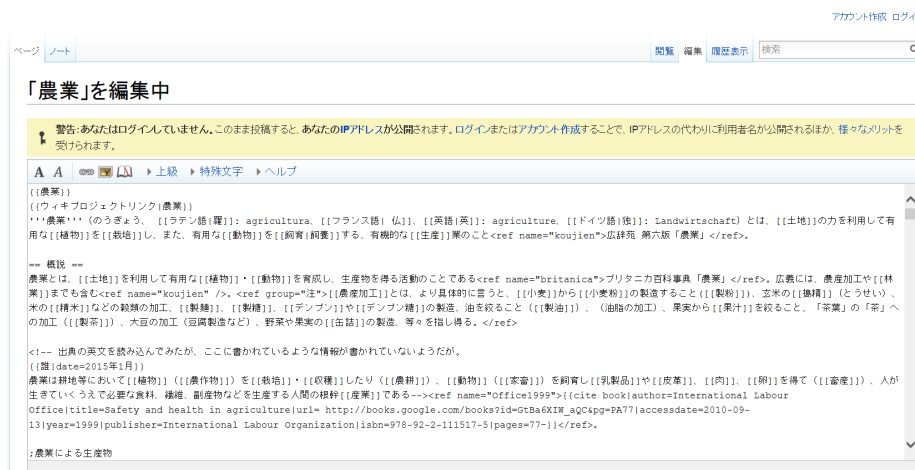 アカウント作成 ログイ
ページ ノート 閲覧 編集 履歴表示 検索
「農業」を編集中
警告:あなたはログインしていません。このまま投稿すると、あなたのIPアドレスが公開されます。ログインまたはアカウント作成することで、IPアドレスの代わりに利用者名が公開されるほか、様々なメリットを
受けられます。
A A 上級 特殊文字 ヘルプ
{{農業}}
{{ウィキプロジェクトリンク|農業}}
'''農業'''（のうぎょう、 [[ラテン語|羅]]: agricultura、[[フランス語| 仏]]、[[英語|英]]: agriculture、[[ドイツ語|独]]: Landwirtschaft）とは、[[土地]]の力を利用して有
用な[[植物]]を[[栽培]]し、また、有用な[[動物]]を[[飼育|飼養]]する、有機的な[[生産]]業のこと<ref name="koujien">広辞苑 第六版「農業」</ref>。
== 概説 ==
農業とは、[[土地]]を利用して有用な[[植物]]・[[動物]]を育成し、生産物を得る活動のことである<ref name="britanica">ブリタニカ百科事典「農業」</ref>。広義には、農産加工や[[林
業]]までも含む<ref name="koujien" />。<ref group="注">[[農産加工]]とは、より具体的に言うと、[[小麦]]から[[小麦粉]]の製造すること（[[製粉]]）、玄米の[[搗精]]（とうせい）、
米の[[精米]]などの穀類の加工、[[製麺]]、[[製糖]]、[[デンプン]]や[[デンプン糖]]の製造、油を絞ること（[[製油]]）、（油脂の加工）、果実から[[果汁]]を絞ること、「茶葉」の「茶」へ
の加工（[[製茶]]）、大豆の加工（豆腐製造など）、野菜や果実の[[缶詰]]の製造、等々を指し得る。</ref>
<!-- 出典の英文を読み込んでみたが、ここに書かれているような情報が書かれていないようだが。
{{誰|date=2015年1月}}
農業は耕地等において[[植物]]（[[農作物]]）を[[栽培]]・[[収穫]]したり（[[農耕]]）、[[動物]]（[[家畜]]）を飼育し[[乳製品]]や[[皮革]]、[[肉]]、[[卵]]を得て（[[畜産]]）、人が
生きていくうえで必要な食料、繊維、副産物などを生産する人間の根幹[[産業]]である--><ref name="Office1999">{{cite book|author=International Labour
Office|title=Safety and health in agriculture|url= http://books.google.com/books?id=GtBa6XIW_aQC&pg=PA77|accessdate=2010-09-
13|year=1999|publisher=International Labour Organization|isbn=978-92-2-111517-5|pages=77-}}</ref>。
;農業による生産物